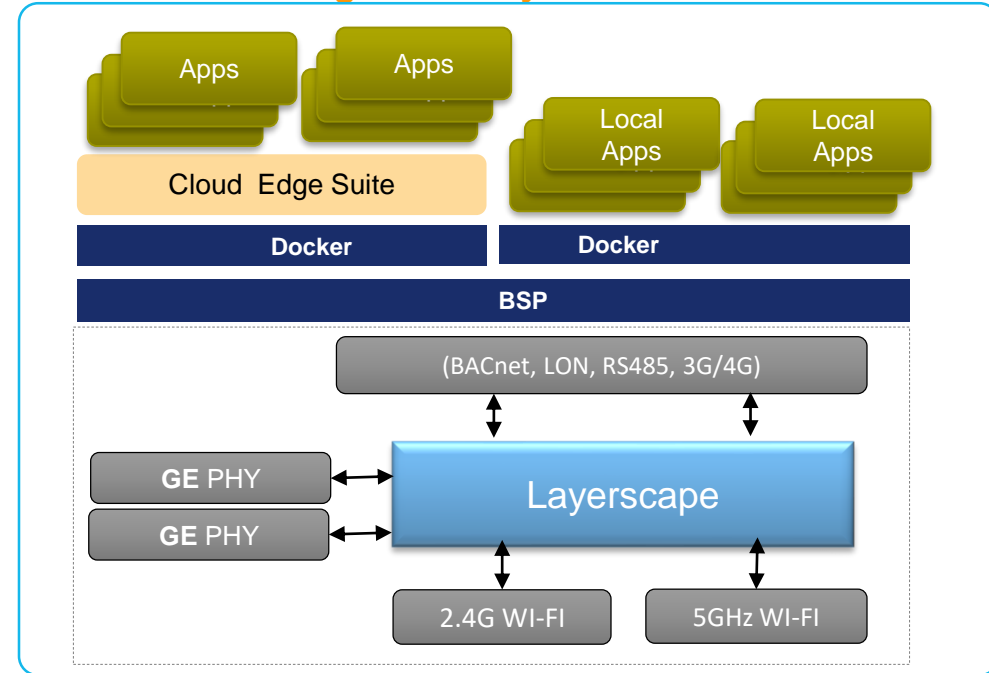 Apps
Apps
Local
Apps
Local
Apps
Cloud Edge Suite
Docker
Docker
BSP
(BACnet, LON, RS485, 3G/4G)
GE PHY
Layerscape
GE PHY
2.4G WI-FI
5GHz WI-FI